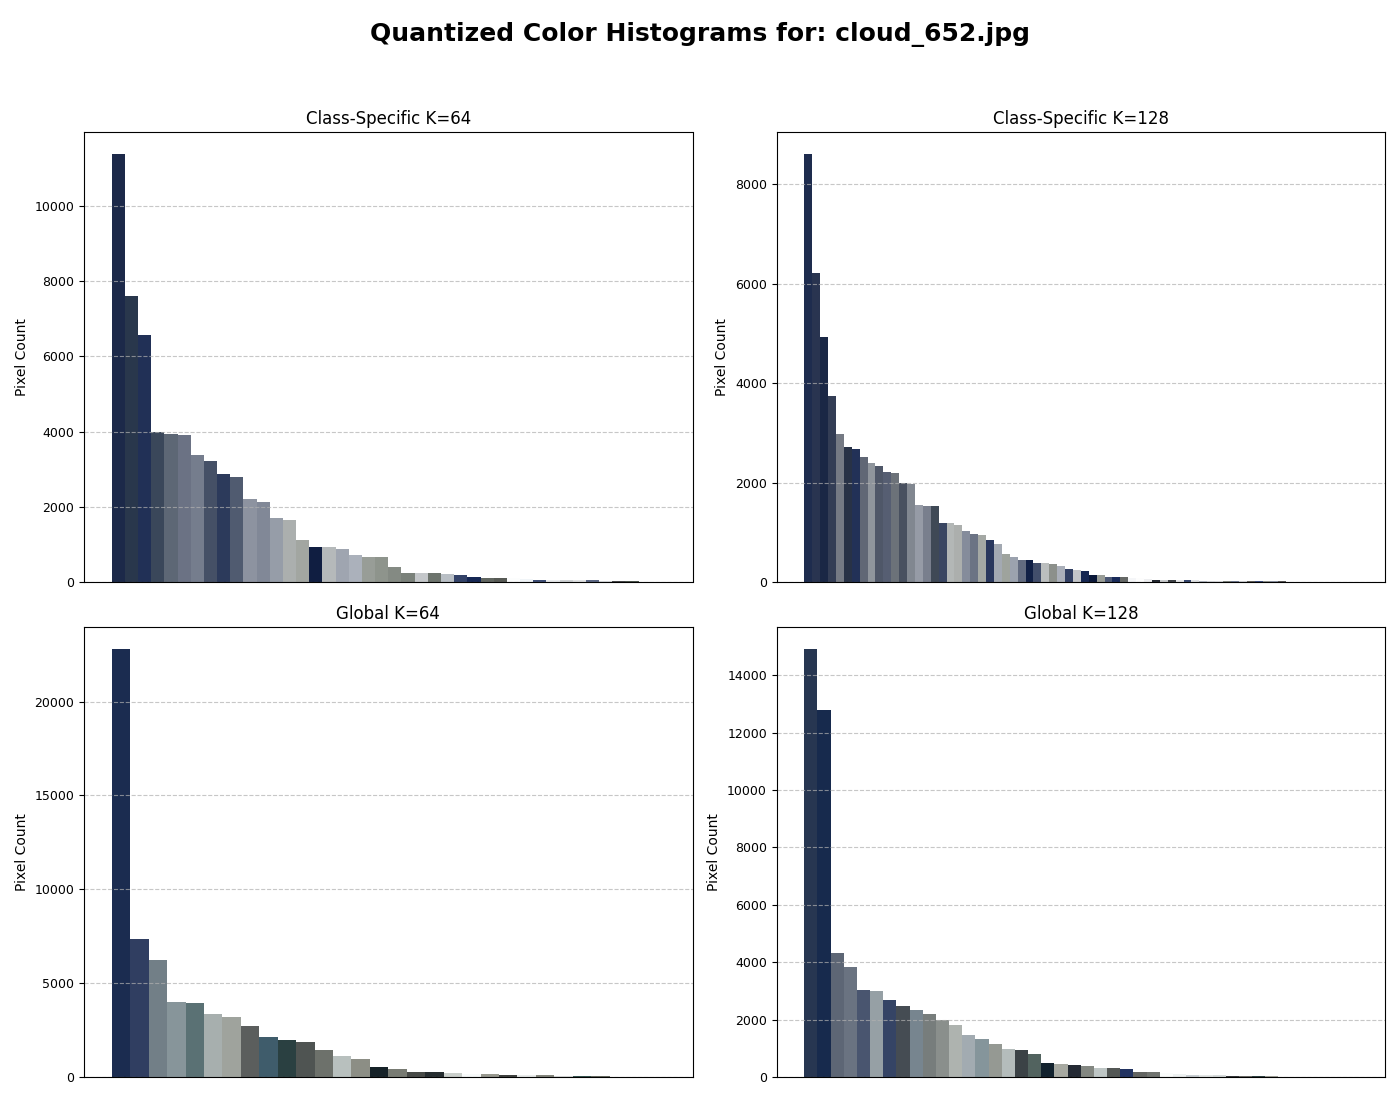 Quantized Color Histograms for: cloud_652.jpg
Class-Specific K=64
Pixel Count
10000
8000
6000
4000
2000
0
Class-Specific K=128
Pixel Count
8000
6000
4000
2000
0
Global K=64
Pixel Count
20000
15000
10000
5000
0
Global K=128
Pixel Count
14000
12000
10000
8000
6000
4000
2000
0